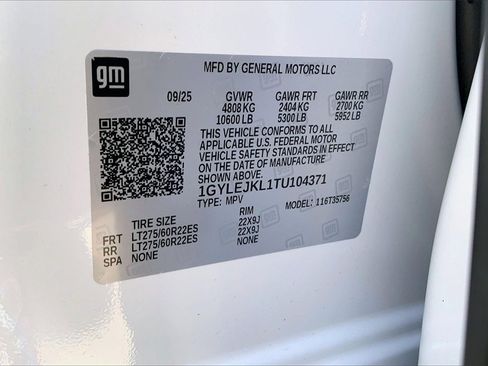 gm
MFD BY GENERAL MOTORS LLC
09/25 GVWR GAWR FRT GAWR RR
4808 KG 2404 KG 2700 KG
10600 LB 5300 LB 5952 LB
THIS VEHICLE CONFORMS TO ALL
APPLICABLE U.S. FEDERAL MOTOR
VEHICLE SAFETY STANDARDS IN EFFECT
ON THE DATE OF MANUFACTURE
1GYLEJKL1TU104371
TYPE: MPV MODEL: 116T35756
TIRE SIZE RIM
FRT LT275/60R22ES 22X9J
RR LT275/60R22ES 22X9J
SPA NONE NONE